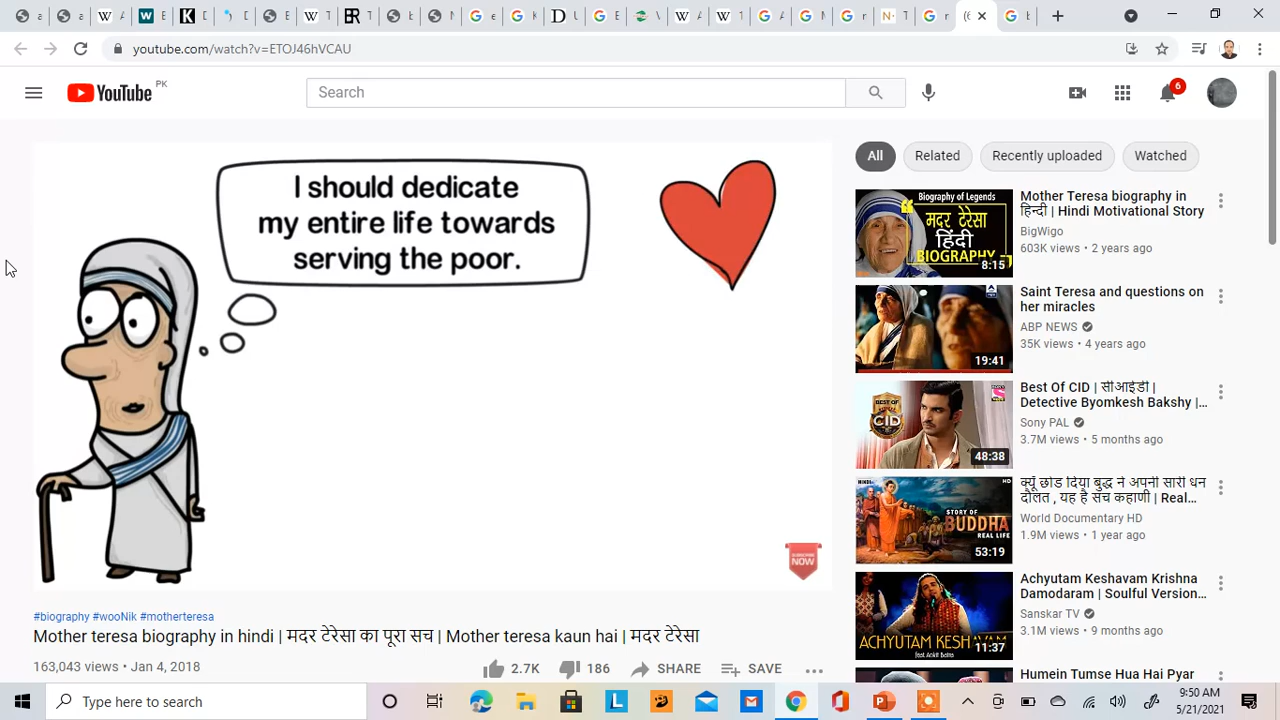 youtube.com/watch?v=ETOJ46hVCAU
YouTube PK
Search
6
I should dedicate
my entire life towards
serving the poor.
NOW
All Related Recently uploaded Watched
Biography of Legends
मदर टेरेसा
हिंदी
BIOGRAPHY
8:15
Mother Teresa biography in
हिन्दी | Hindi Motivational Story
BigWigo
603K views • 2 years ago
19:41
Saint Teresa and questions on
her miracles
ABP NEWS
35K views • 4 years ago
BEST OF
CID
48:38
Best Of CID | सीआईडी |
Detective Byomkesh Bakshy |...
Sony PAL
3.7M views • 5 months ago
HINDI
HD
STORY OF
BUDDHA
REAL LIFE
53:19
क्यूँ छोड़ दिया बुद्ध ने अपनी सारी धन
दौलत , यह है सच कहाणी | Real...
World Documentary HD
1.9M views • 1 year ago
ACHYUTAM KESHAVAM
feat. Ankit Batra
11:37
Achyutam Keshavam Krishna
Damodaram | Soulful Version...
Sanskar TV
3.1M views • 9 months ago
Humein Tumse Hua Hai Pyar
#biography #wooNik #motherteresa
Mother teresa biography in hindi | मदर टेरेसा का पूरा सच | Mother teresa kaun hai | मदर टेरेसा
163,043 views • Jan 4, 2018
2.7K 186 SHARE SAVE
Type here to search
9:50 AM
5/21/2021